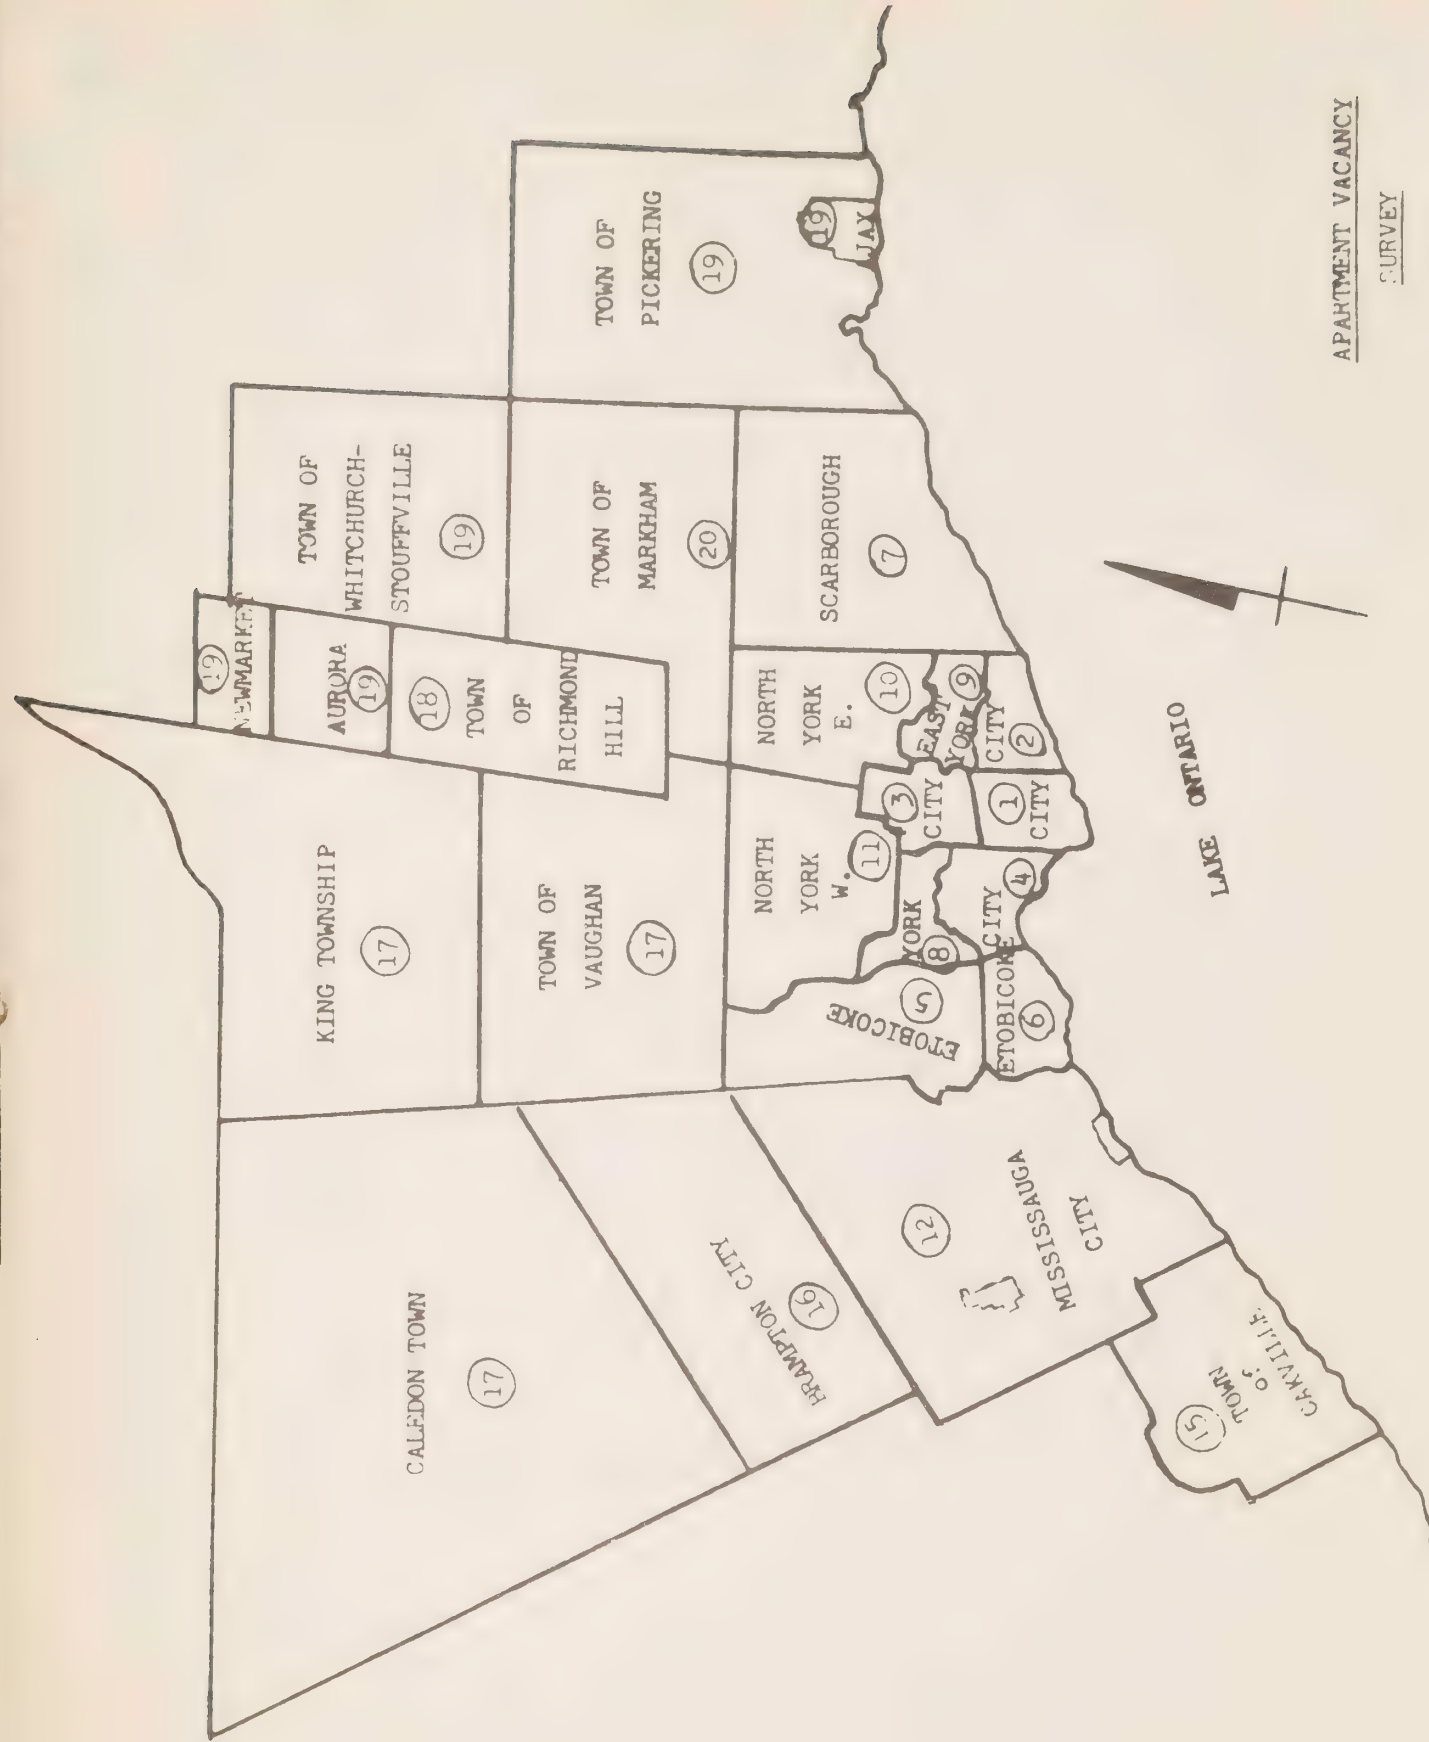 KING TOWNSHIP
17
NEWMARKET
19
AURORA
19
TOWN OF
WHITCHURCH-
STOUFFVILLE
19
18
TOWN
OF
RICHMOND
HILL
TOWN OF
VAUGHAN
17
TOWN OF
MARKHAM
20
TOWN OF
PICKERING
19
19
JAX
CALEDON TOWN
17
BRAMPTON CITY
16
12
MISSISSAUGA
CITY
15
TOWN
OF
OAKVILLE
ETOBICOKE
5
ETOBICOKE
6
NORTH
YORK
W.
11
NORTH
YORK
E.
10
SCARBOROUGH
7
YORK
8
3
CITY
EAST
YORK
9
CITY
4
1
CITY
CITY
2
LAKE ONTARIO
APARTMENT VACANCY
SURVEY